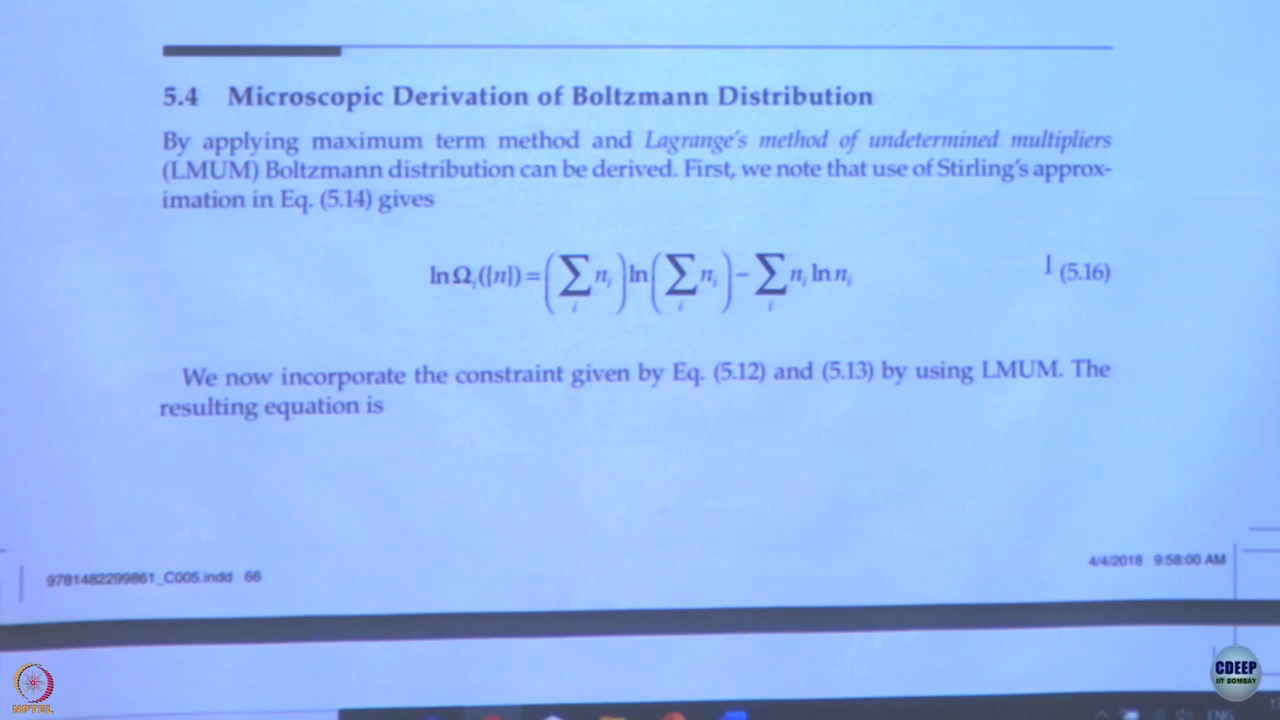 5.4 Microscopic Derivation of Boltzmann Distribution
By applying maximum term method and Lagrange's method of undetermined multipliers
(LMUM) Boltzmann distribution can be derived. First, we note that use of Stirling's approx-
imation in Eq. (5.14) gives
ln Ω_i({n}) = (∑_i n_i) ln (∑_i n_i) − ∑_i n_i ln n_i (5.16)
We now incorporate the constraint given by Eq. (5.12) and (5.13) by using LMUM. The
resulting equation is
4/4/2018 9:58:00 AM
9781482299861_C005.indd 66
CDEEP
IIT BOMBAY
NPTEL
ENG